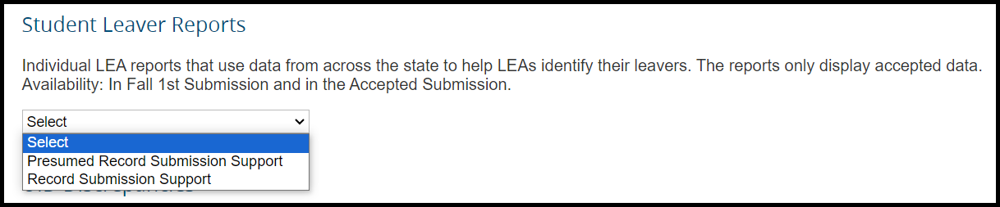 Student Leaver Reports
Individual LEA reports that use data from across the state to help LEAs identify their leavers. The reports only display accepted data.
Availability: In Fall 1st Submission and in the Accepted Submission.
Select
Select
Presumed Record Submission Support
Record Submission Support